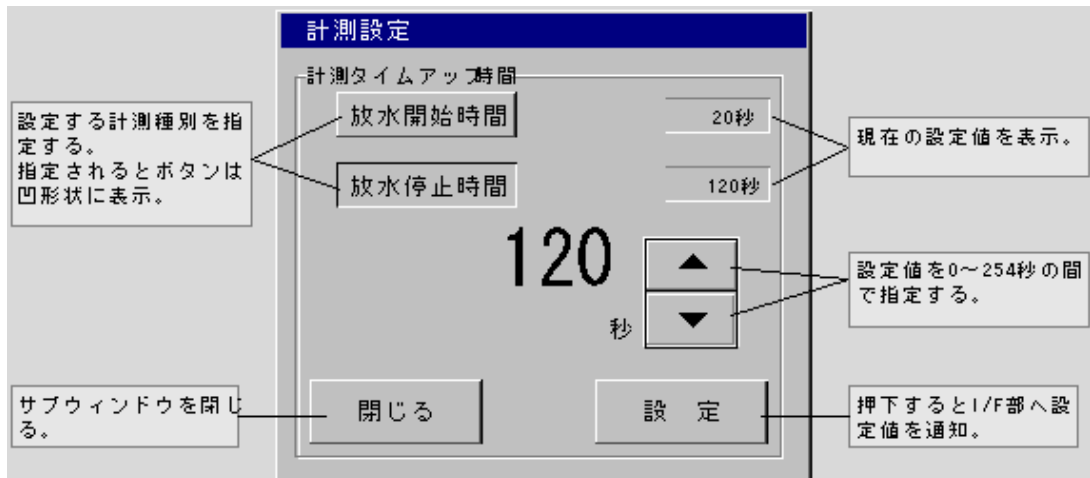 計測設定
計測タイムアップ時間
放水開始時間
20秒
放水停止時間
120秒
120
秒
▲
▼
閉じる
設 定
設定する計測種別を指
定する。
指定されるとボタンは
凹形状に表示。
現在の設定値を表示。
設定値を0～254秒の間
で指定する。
サブウィンドウを閉じ
る。
押下するとI/F部へ設
定値を通知。